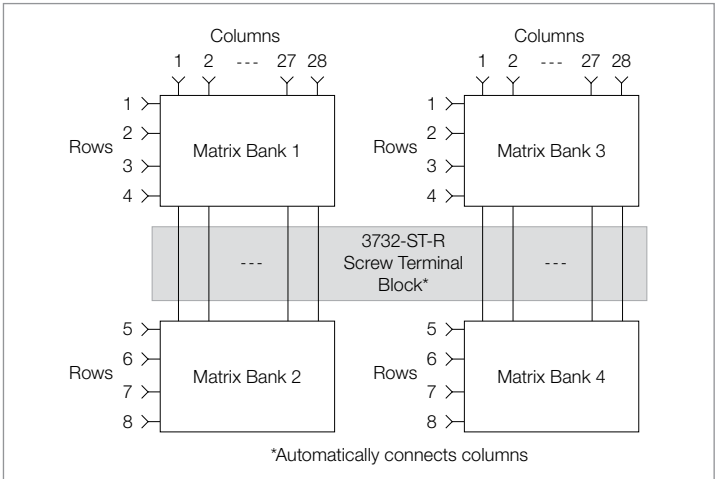 Columns
1 2 --- 27 28
Rows
1
2
3
4
Matrix Bank 1
Columns
1 2 --- 27 28
Rows
1
2
3
4
Matrix Bank 3
---
3732-ST-R
Screw Terminal
Block*
---
Rows
5
6
7
8
Matrix Bank 2
Rows
5
6
7
8
Matrix Bank 4
*Automatically connects columns